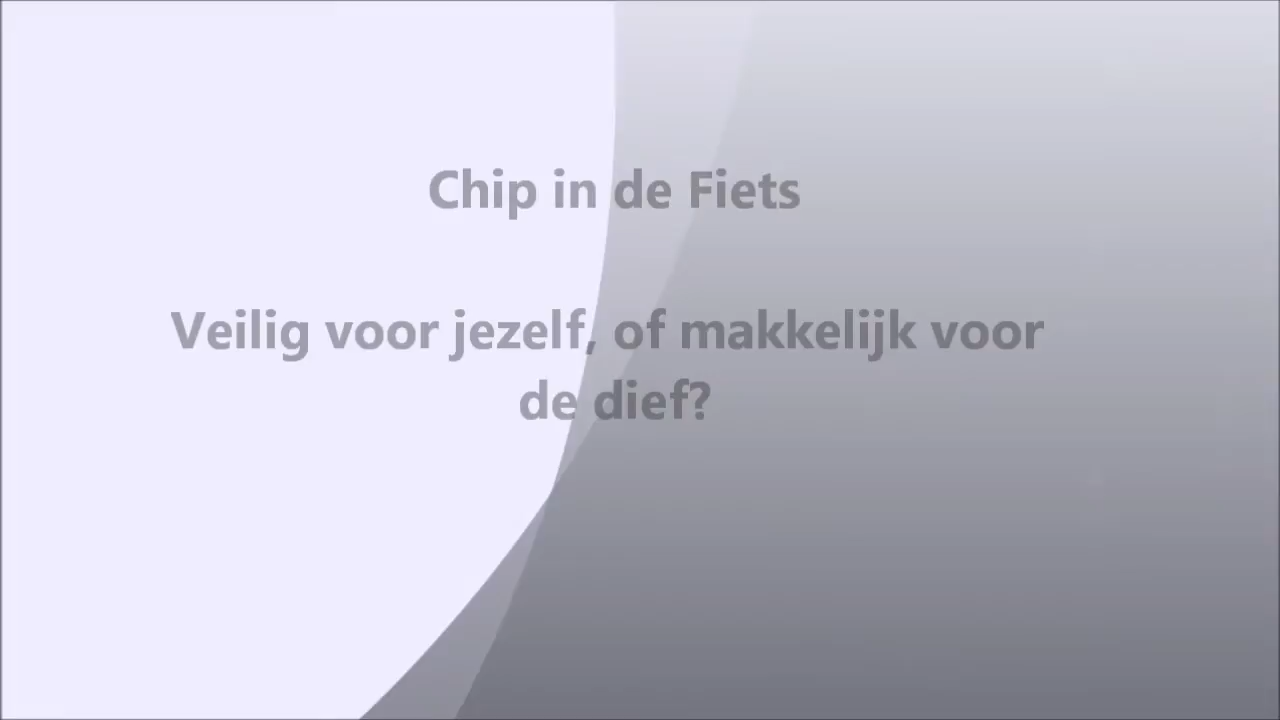 Chip in de Fiets
Veilig voor jezelf, of makkelijk voor
de dief?